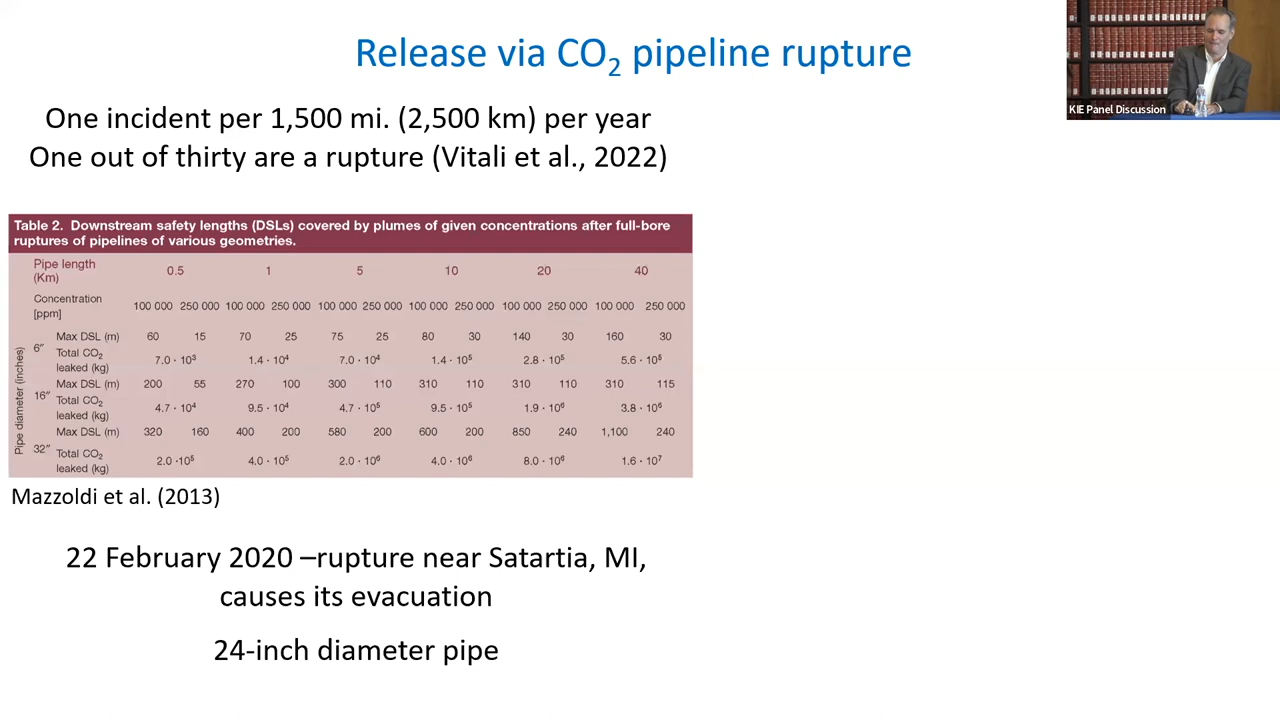 Release via CO2 pipeline rupture
KIE Panel Discussion
One incident per 1,500 mi. (2,500 km) per year
One out of thirty are a rupture (Vitali et al., 2022)
Table 2. Downstream safety lengths (DSLs) covered by plumes of given concentrations after full-bore
ruptures of pipelines of various geometries.
Pipe length
(Km)
0.5 1 5 10 20 40
Concentration
[ppm]
100 000 250 000 100 000 250 000 100 000 250 000 100 000 250 000 100 000 250 000 100 000 250 000
Pipe diameter (inches)
6″
Max DSL (m) 60 15 70 25 75 25 80 30 140 30 160 30
Total CO2
leaked (kg)
7.0 · 10³ 1.4 · 10⁴ 7.0 · 10⁴ 1.4 · 10⁵ 2.8 · 10⁵ 5.6 · 10⁵
16″
Max DSL (m) 200 55 270 100 300 110 310 110 310 110 310 115
Total CO2
leaked (kg)
4.7 · 10⁴ 9.5 · 10⁴ 4.7 · 10⁵ 9.5 · 10⁵ 1.9 · 10⁶ 3.8 · 10⁶
32″
Max DSL (m) 320 160 400 200 580 200 600 200 850 240 1,100 240
Total CO2
leaked (kg)
2.0 ·10⁵ 4.0 · 10⁵ 2.0 · 10⁶ 4.0 · 10⁶ 8.0 · 10⁶ 1.6 · 10⁷
Mazzoldi et al. (2013)
22 February 2020 –rupture near Satartia, MI,
causes its evacuation
24-inch diameter pipe